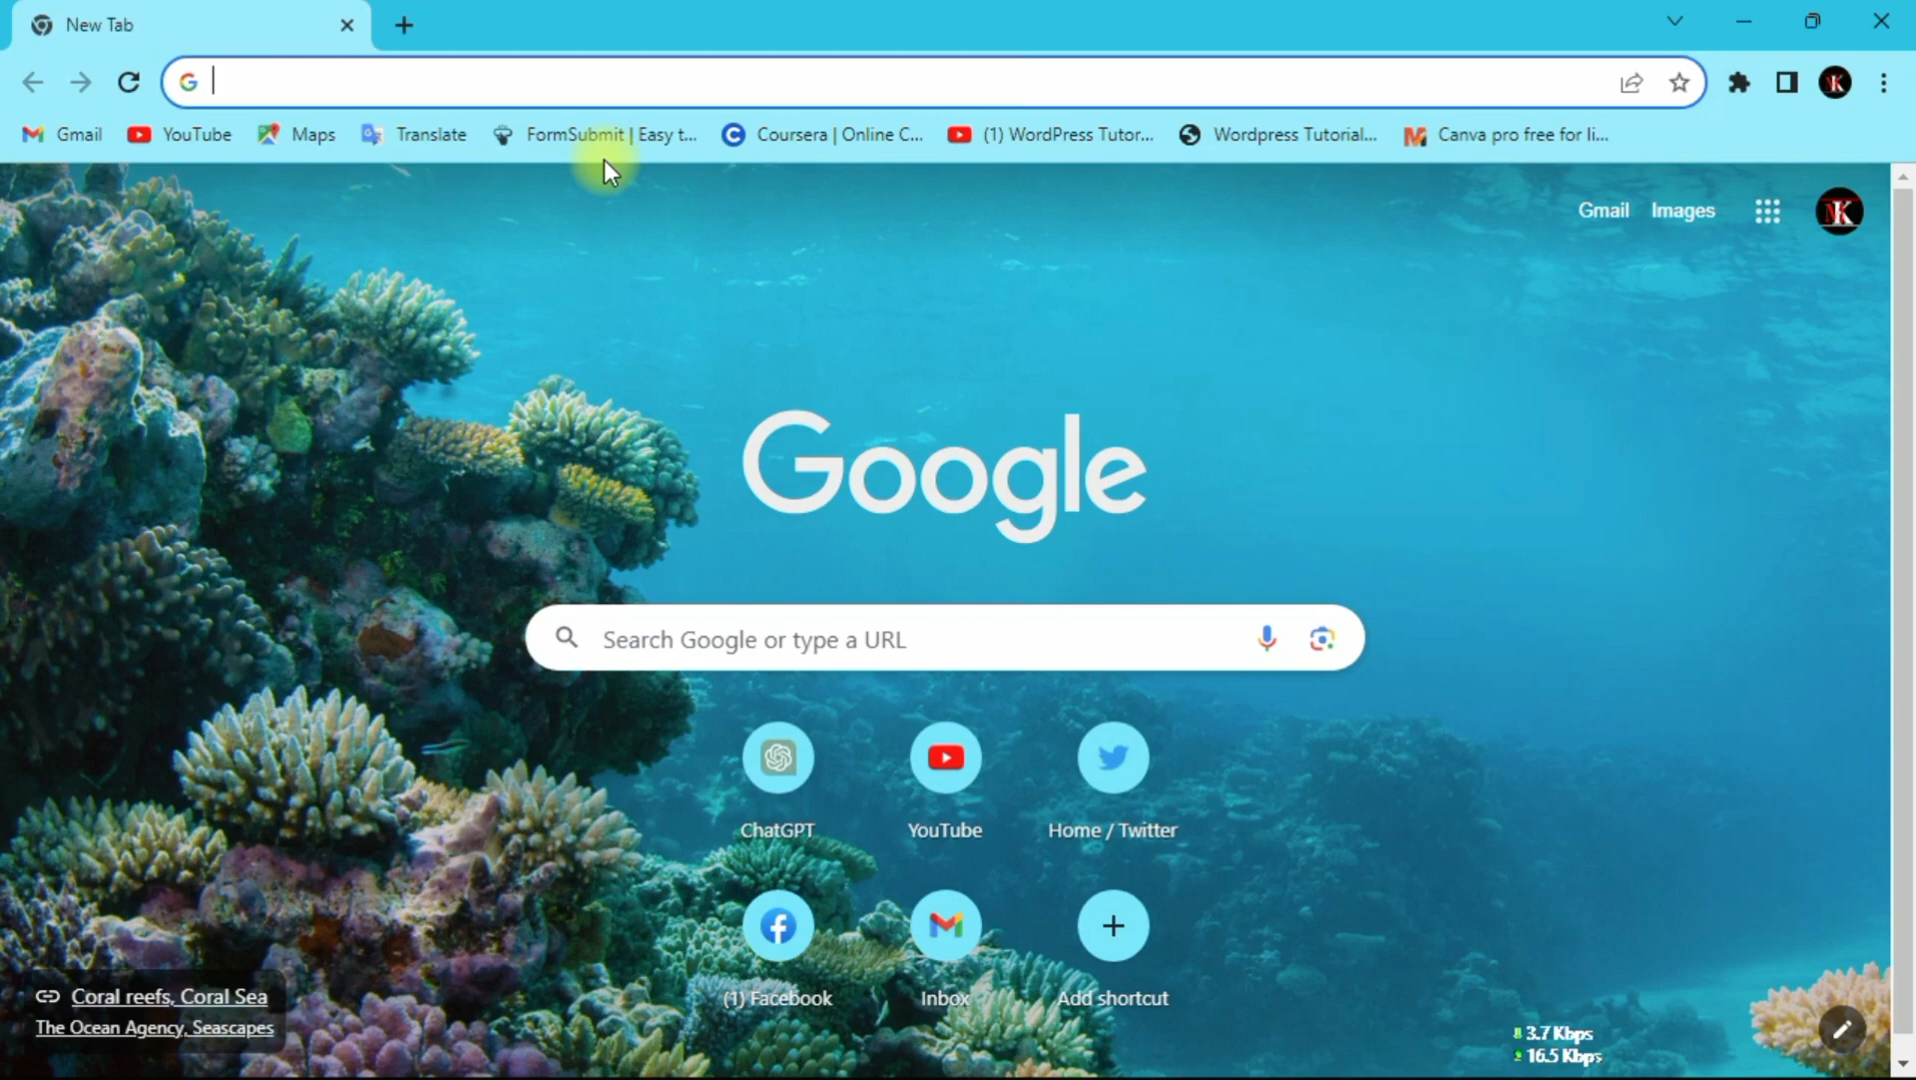 New Tab
Gmail YouTube Maps Translate FormSubmit | Easy t... Coursera | Online C... (1) WordPress Tutor... Wordpress Tutorial... Canva pro free for li...
Gmail Images
Google
Search Google or type a URL
ChatGPT YouTube Home / Twitter
(1) Facebook Inbox Add shortcut
Coral reefs, Coral Sea
The Ocean Agency, Seascapes
3.7 Kbps
16.5 Kbps